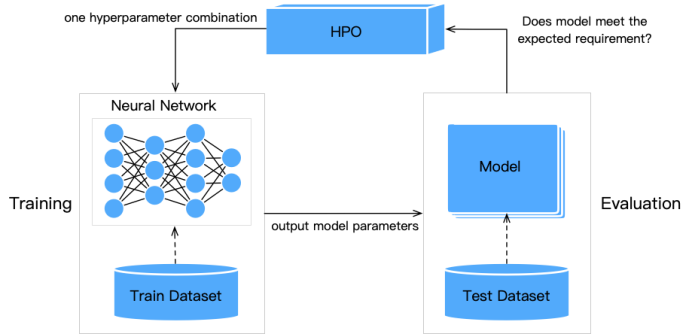 one hyperparameter combination
HPO
Does model meet the
expected requirement?
Neural Network
Model
Training
Evaluation
output model parameters
Train Dataset
Test Dataset